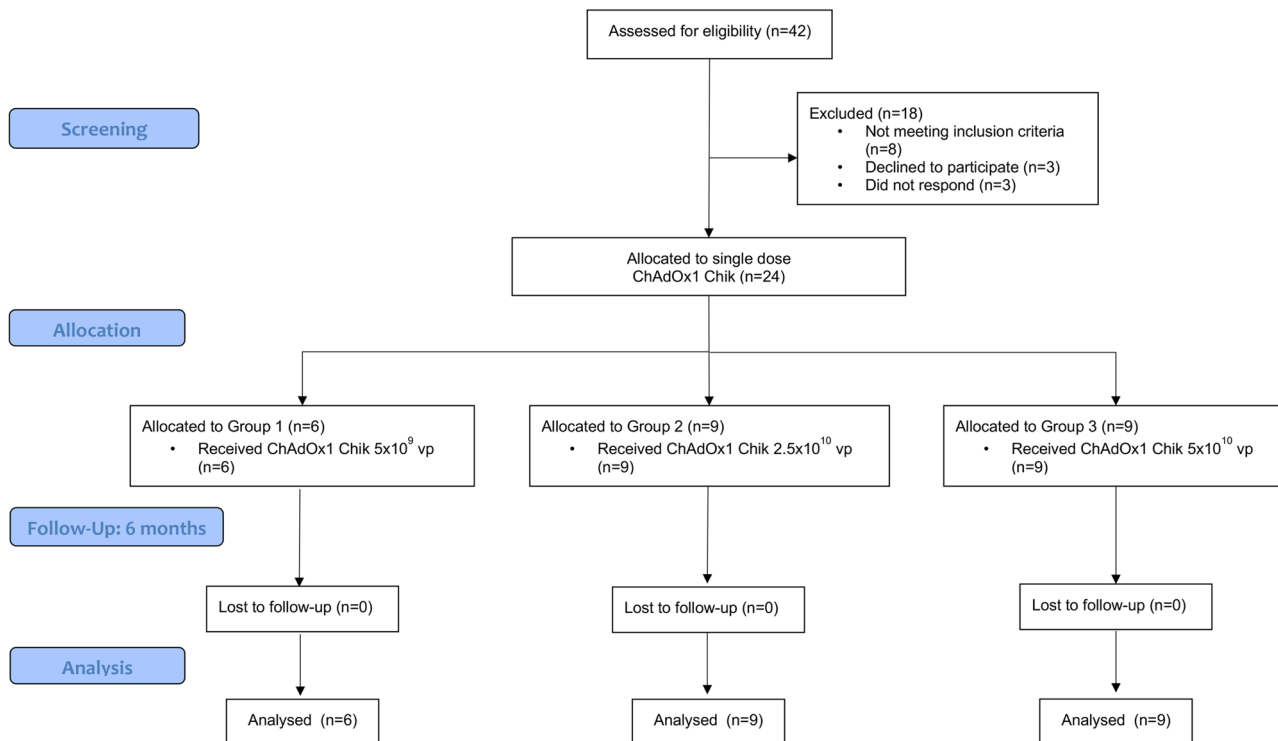 Assessed for eligibility (n=42)
Screening
Excluded (n=18)
• Not meeting inclusion criteria
(n=8)
• Declined to participate (n=3)
• Did not respond (n=3)
Allocated to single dose
ChAdOx1 Chik (n=24)
Allocation
Allocated to Group 1 (n=6)
• Received ChAdOx1 Chik 5x10⁹ vp
(n=6)
Allocated to Group 2 (n=9)
• Received ChAdOx1 Chik 2.5x10¹⁰ vp
(n=9)
Allocated to Group 3 (n=9)
• Received ChAdOx1 Chik 5x10¹⁰ vp
(n=9)
Follow-Up: 6 months
Lost to follow-up (n=0)
Lost to follow-up (n=0)
Lost to follow-up (n=0)
Analysis
Analysed (n=6)
Analysed (n=9)
Analysed (n=9)